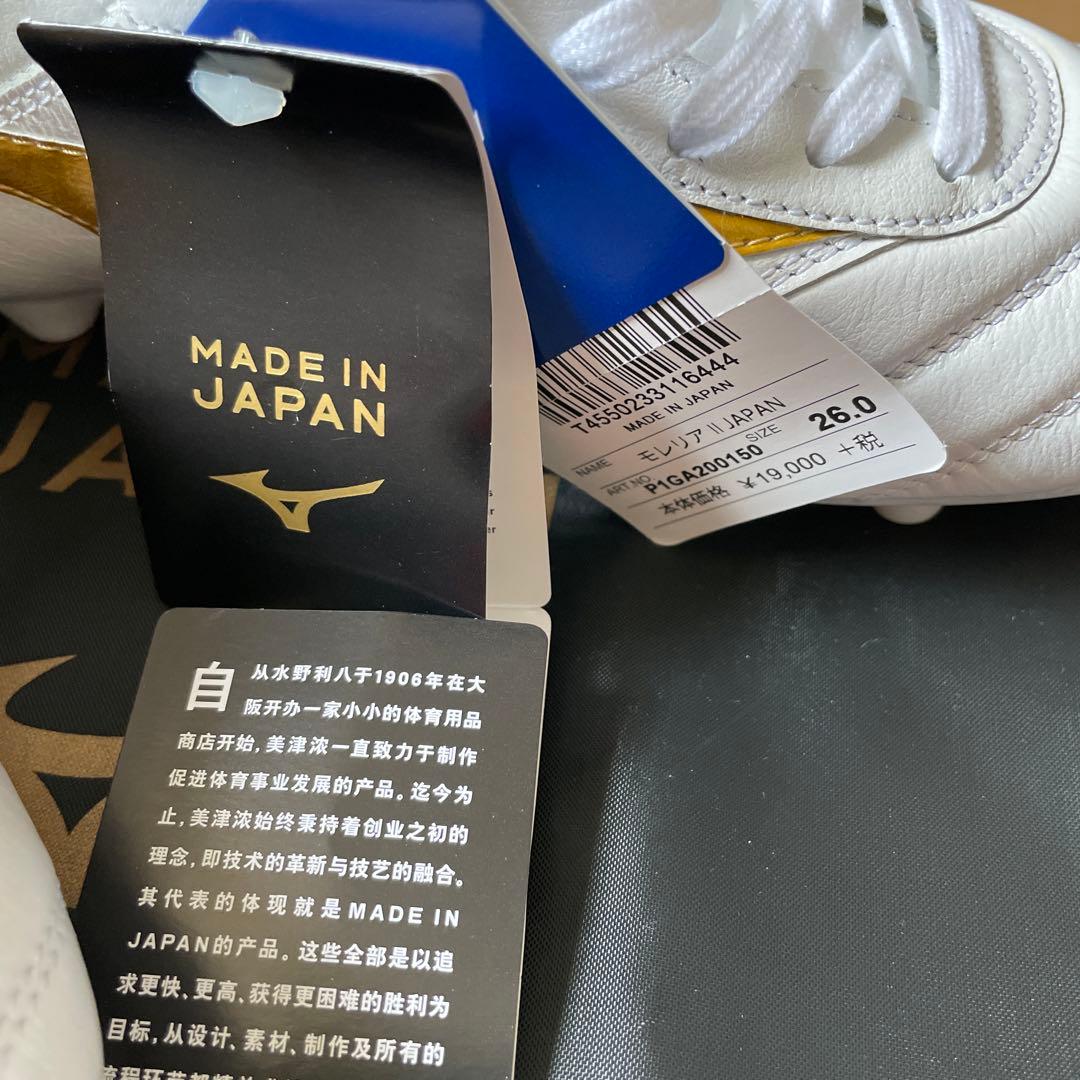 MADE IN
JAPAN
T4550233116444
MADE IN JAPAN
NAME モレリア II JAPAN
ART.NO P1GA200150 SIZE 26.0
本体価格 ¥19,000 +税
自从水野利八于1906年在大
阪开办一家小小的体育用品
商店开始,美津浓一直致力于制作
促进体育事业发展的产品。迄今为
止,美津浓始终秉持着创业之初的
理念,即技术的革新与技艺的融合。
其代表的体现就是MADE IN
JAPAN的产品。这些全部是以追
求更快、更高、获得更困难的胜利为
目标,从设计、素材、制作及所有的